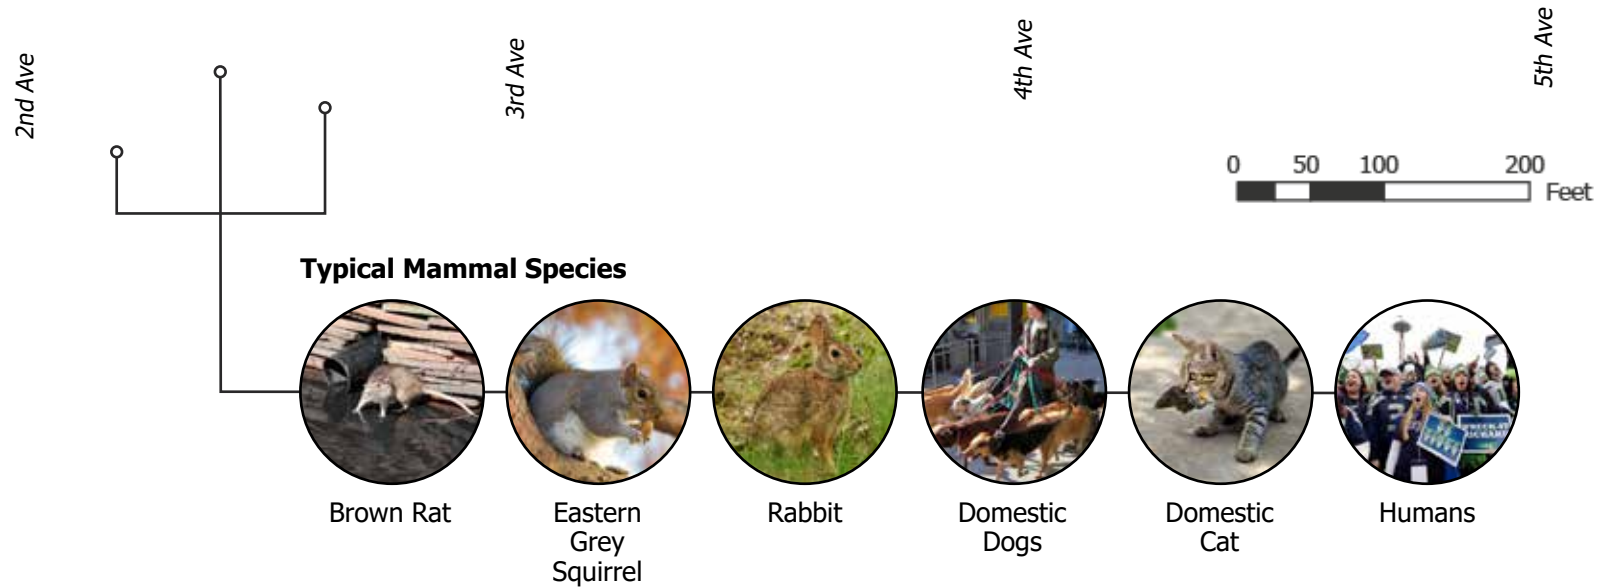 2nd Ave
3rd Ave
4th Ave
5th Ave
0 50 100 200
Feet
Typical Mammal Species
Brown Rat
Eastern
Grey
Squirrel
Rabbit
Domestic
Dogs
Domestic
Cat
Humans